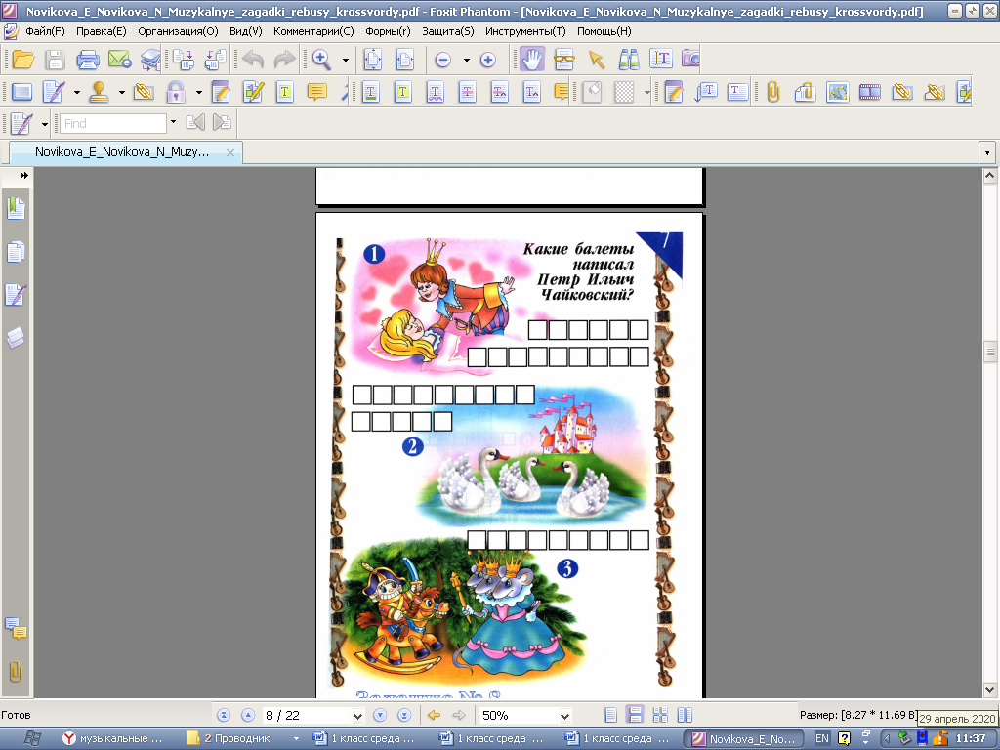 Novikova_E_Novikova_N_Muzykalnye_zagadki_rebusy_krossvordy.pdf - Foxit Phantom - [Novikova_E_Novikova_N_Muzykalnye_zagadki_rebusy_krossvordy.pdf]
Файл(F) Правка(E) Организация(O) Вид(V) Комментарии(C) Формы(r) Защита(S) Инструменты(T) Помощь(H)
Find
Novikova_E_Novikova_N_Muzy...
1
7
Какие балеты
написал
Петр Ильич
Чайковский?
2
3
Готов
8 / 22
50%
Размер: [8.27 * 11.69 В]
29 апрель 2020
музыкальные ...
2 Проводник
1 класс среда ...
1 класс среда ...
1 класс среда ...
Novikova_E_No...
EN
11:37